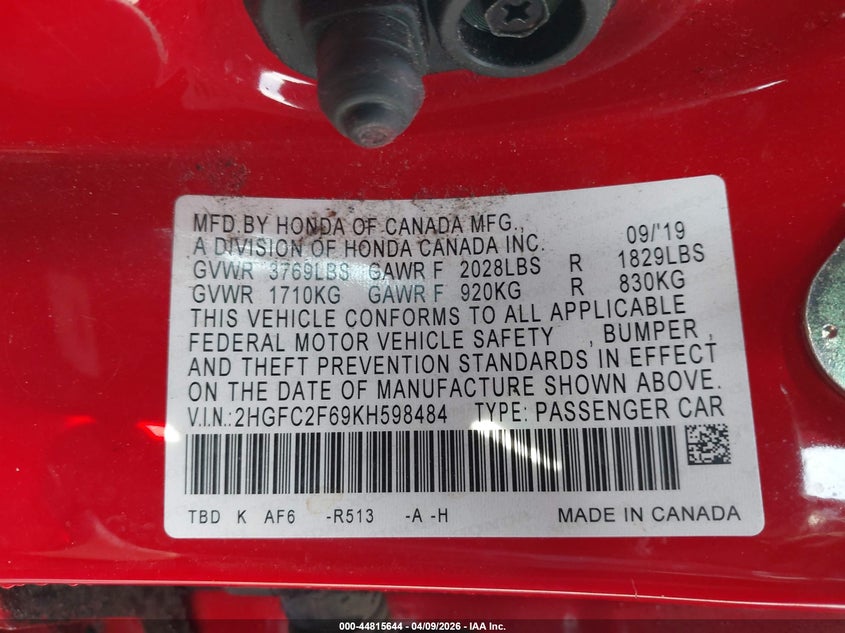 MFD.BY HONDA OF CANADA MFG.,
A DIVISION OF HONDA CANADA INC. 09/'19
GVWR 3769LBS GAWR F 2028LBS R 1829LBS
GVWR 1710KG GAWR F 920KG R 830KG
THIS VEHICLE CONFORMS TO ALL APPLICABLE
FEDERAL MOTOR VEHICLE SAFETY , BUMPER ,
AND THEFT PREVENTION STANDARDS IN EFFECT
ON THE DATE OF MANUFACTURE SHOWN ABOVE.
V.I.N.:2HGFC2F69KH598484 TYPE: PASSENGER CAR
TBD K AF6 -R513 -A -H MADE IN CANADA
000-44815644 | 04/09/2026 - IAA Inc.